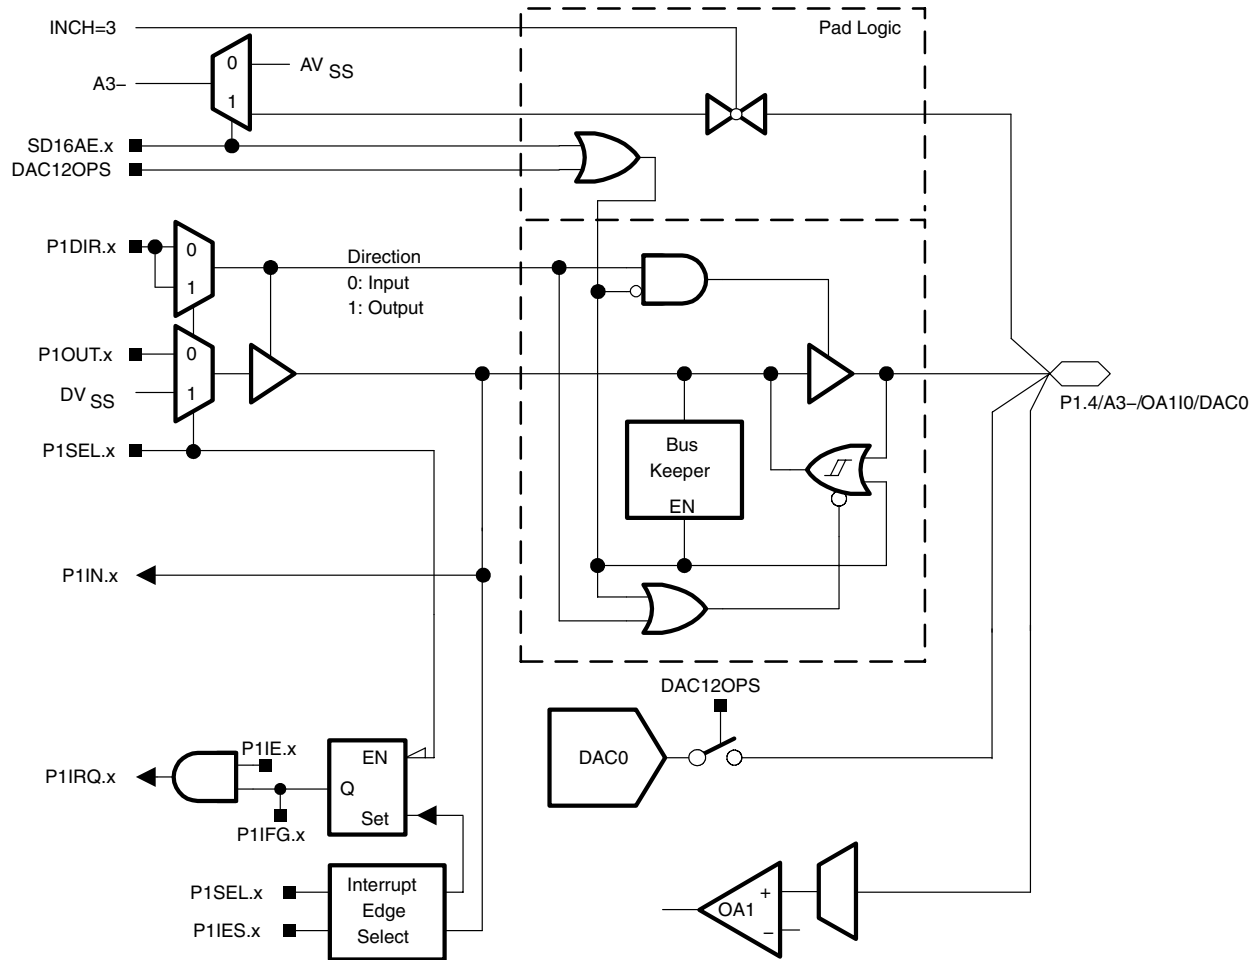 INCH=3
Pad Logic
0
AV SS
A3–
1
SD16AE.x
DAC12OPS
P1DIR.x
0
1
Direction
0: Input
1: Output
P1OUT.x
0
DV SS
1
P1.4/A3–/OA1I0/DAC0
P1SEL.x
Bus
Keeper
EN
P1IN.x
DAC12OPS
DAC0
P1IE.x
EN
P1IRQ.x
Q
Set
P1IFG.x
P1SEL.x
Interrupt
Edge
Select
P1IES.x
+
OA1
–